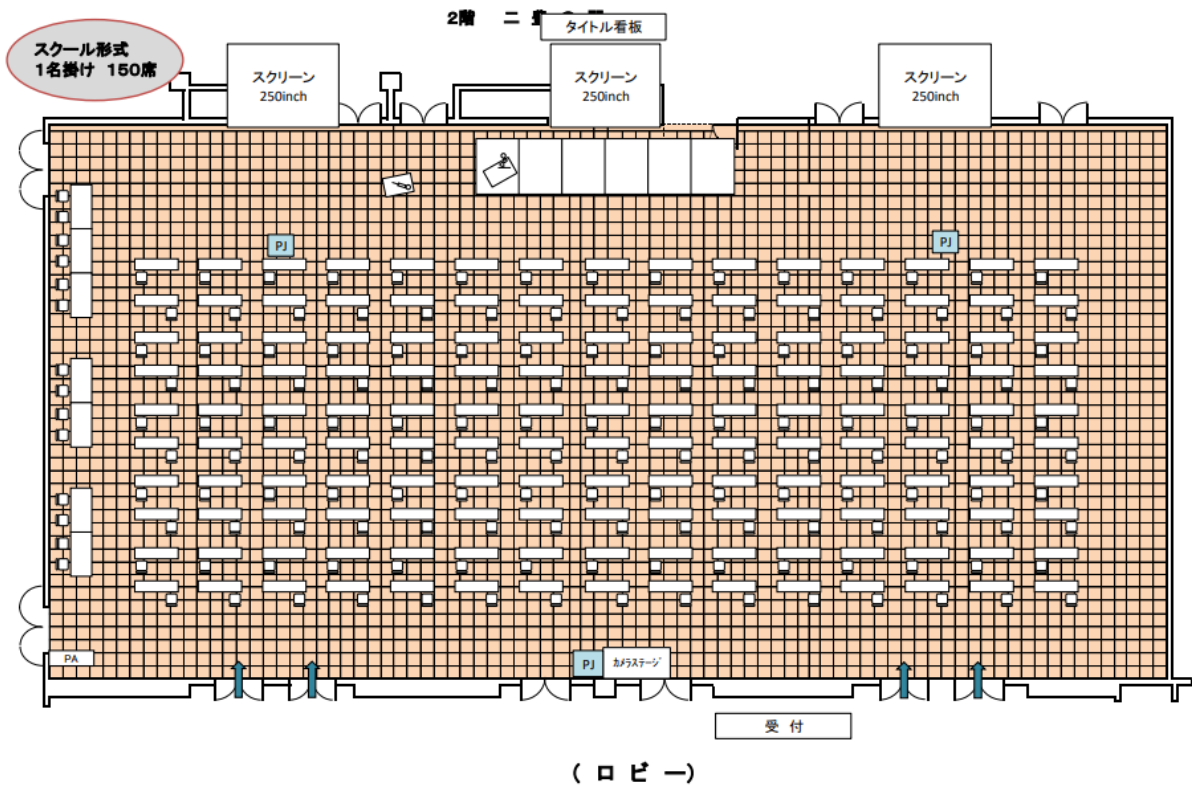 2階 二
タイトル看板
スクール形式
1名掛け 150席
スクリーン
250inch
スクリーン
250inch
スクリーン
250inch
PJ
PJ
PA
PJ
カメラステージ
受 付
( ロ ビ ー)